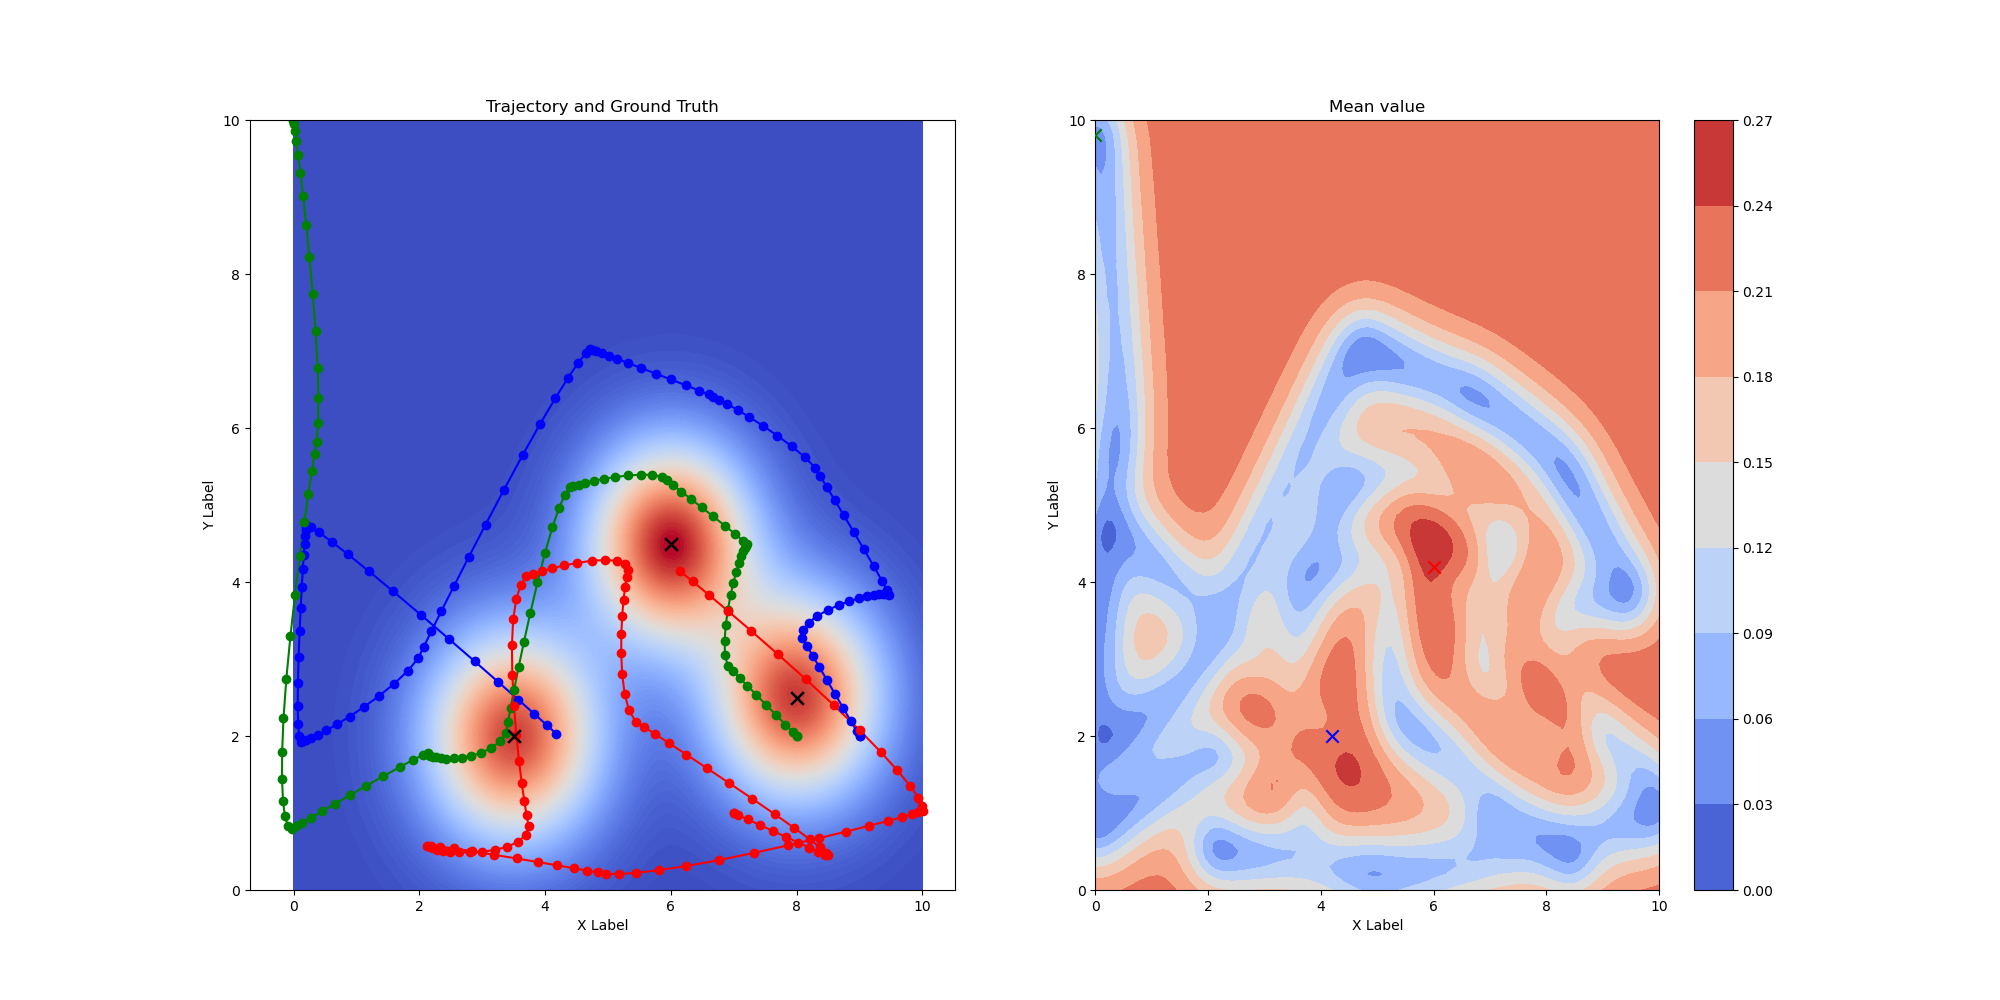 Trajectory and Ground Truth
10
8
6
4
2
0
Y Label
0 2 4 6 8 10
X Label
Mean value
10
8
6
4
2
0
Y Label
0 2 4 6 8 10
X Label
0.27
0.24
0.21
0.18
0.15
0.12
0.09
0.06
0.03
0.00